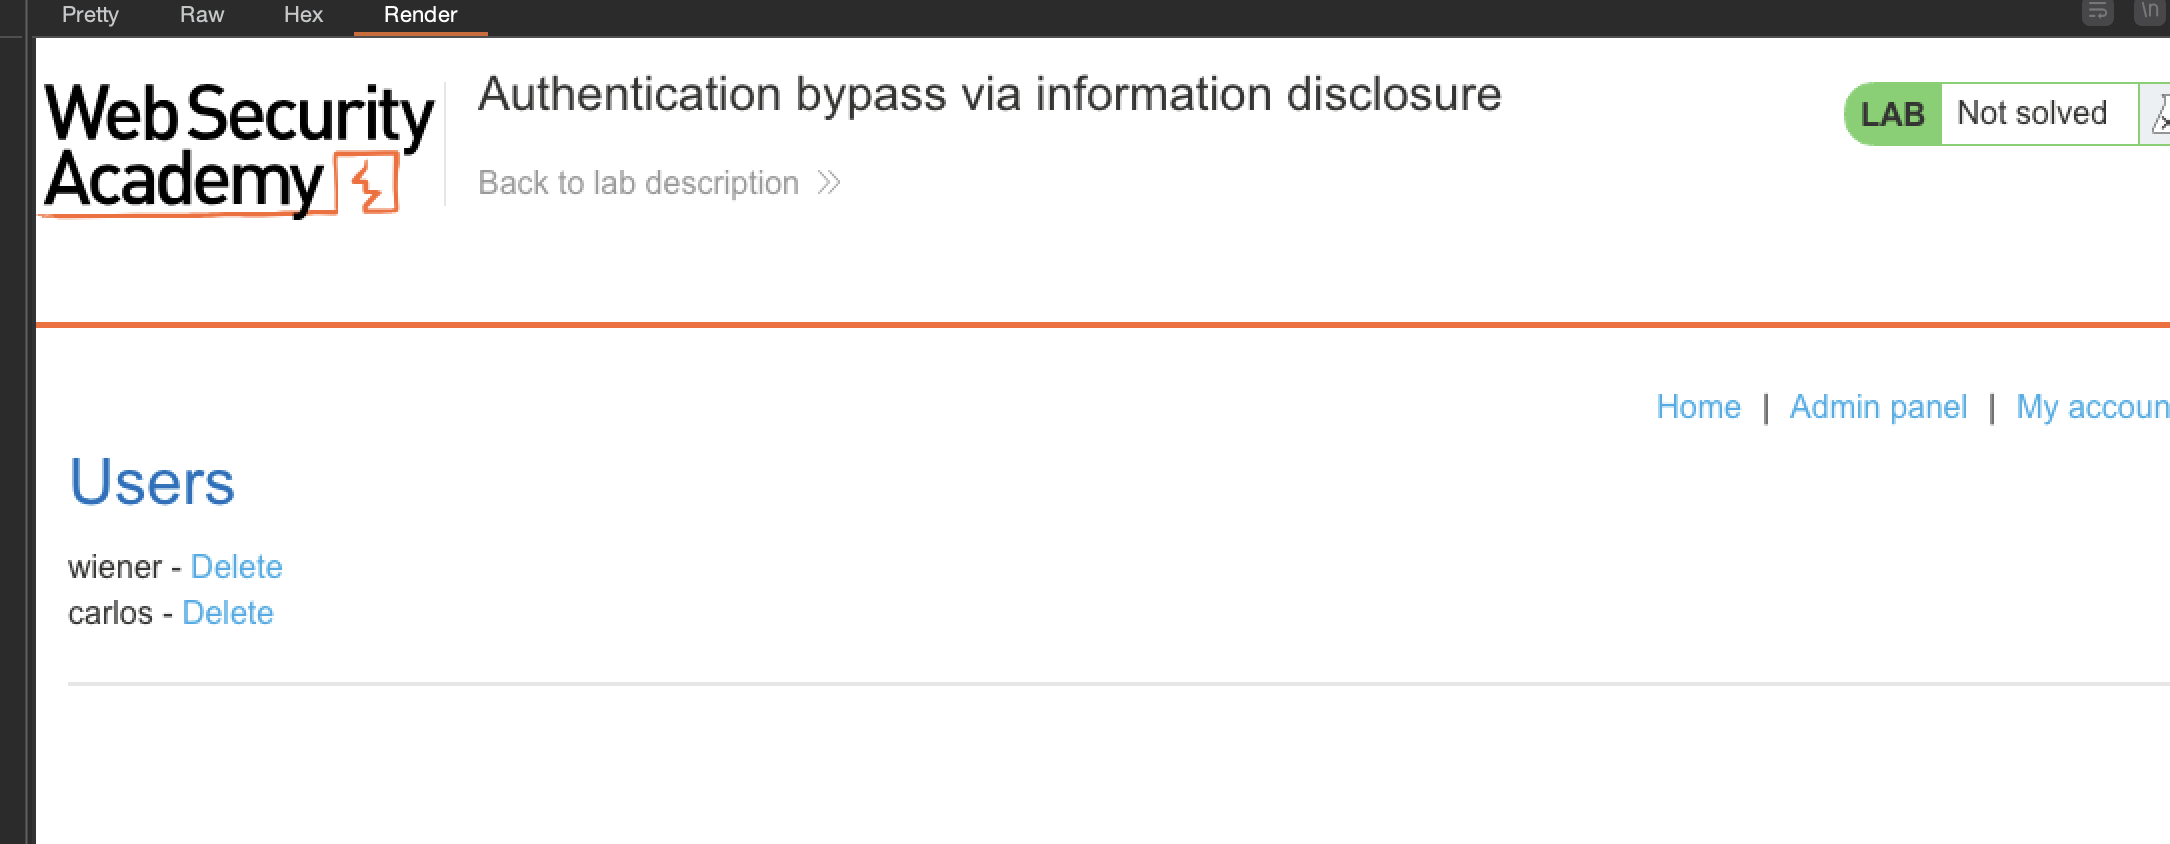 Pretty Raw Hex Render \n
Web Security
Academy
Authentication bypass via information disclosure
Back to lab description
LAB Not solved
Home | Admin panel | My accoun
Users
wiener - Delete
carlos - Delete